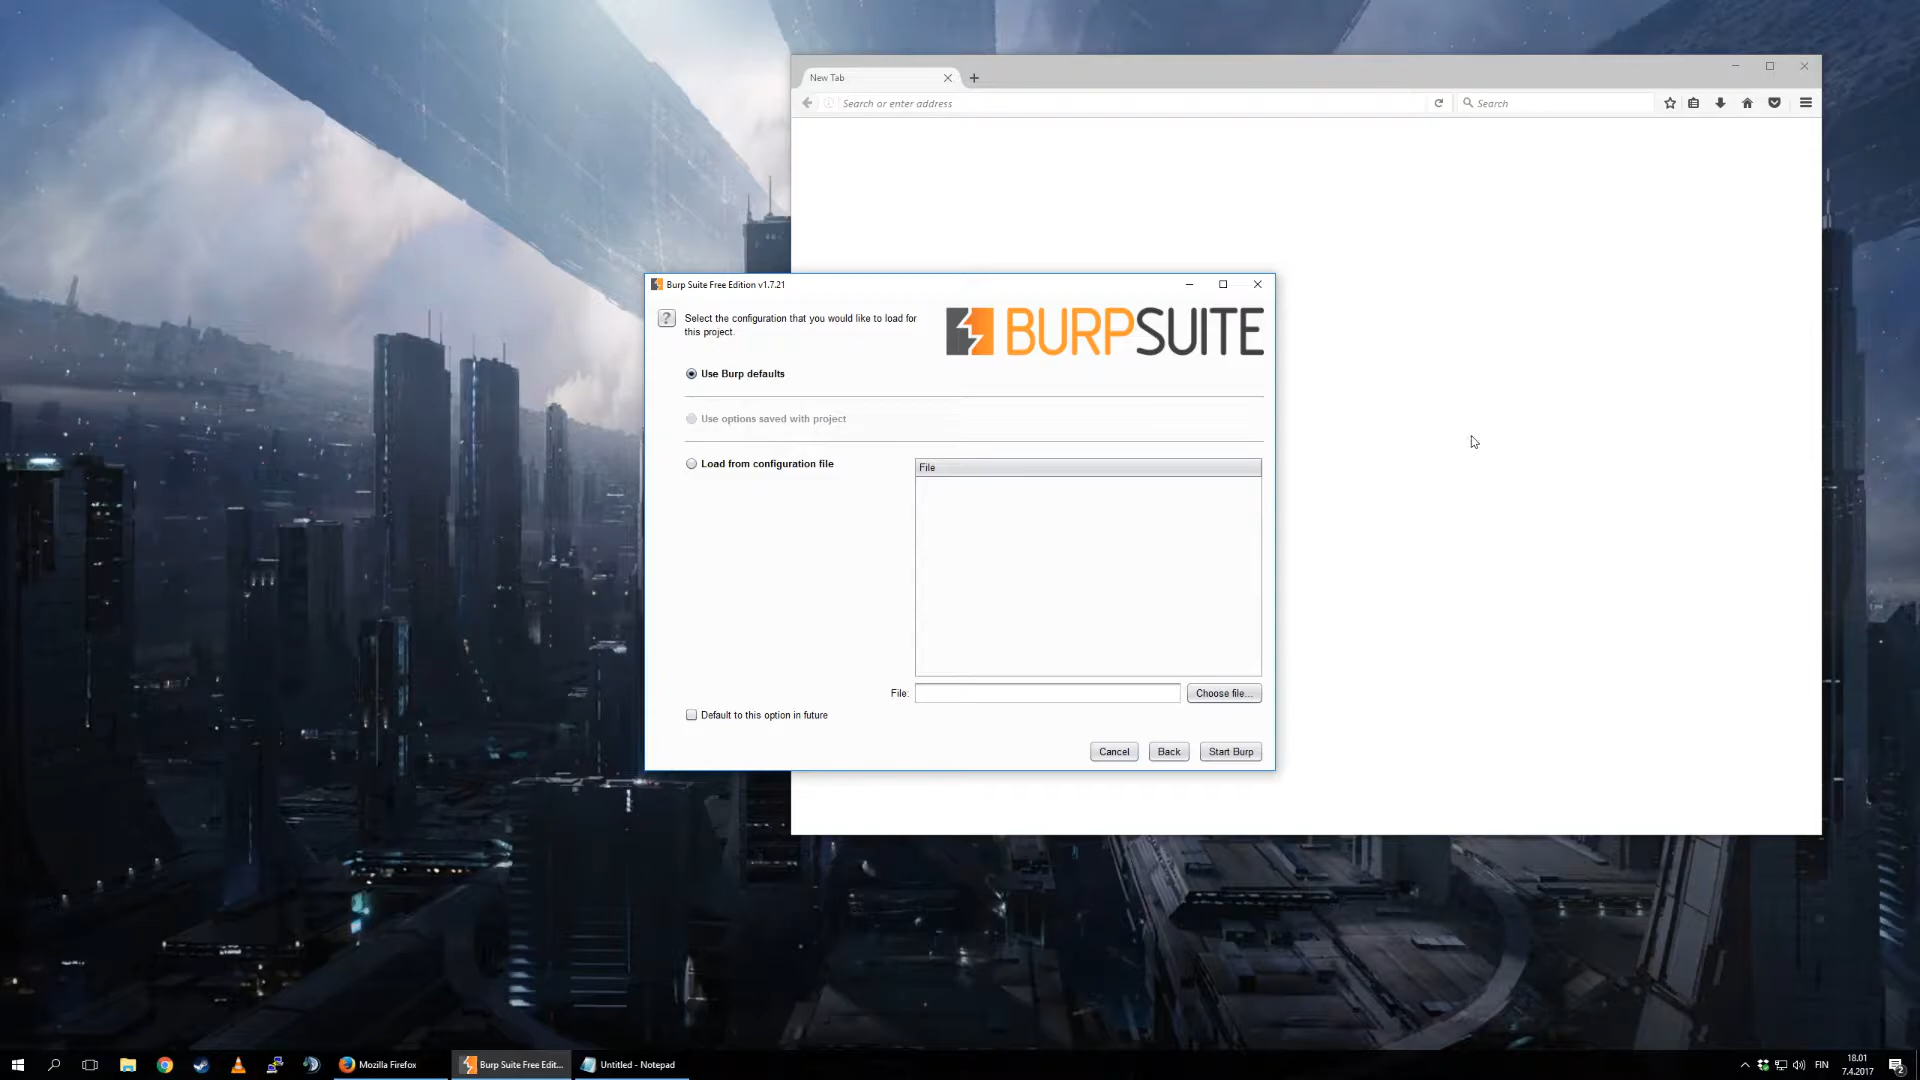 New Tab
Search or enter address
Search
Burp Suite Free Edition v1.7.21
?
Select the configuration that you would like to load for
this project.
BURPSUITE
Use Burp defaults
Use options saved with project
Load from configuration file
File
File:
Choose file...
Default to this option in future
Cancel
Back
Start Burp
Mozilla Firefox
Burp Suite Free Edit...
Untitled - Notepad
FIN
18.01
7.4.2017
2